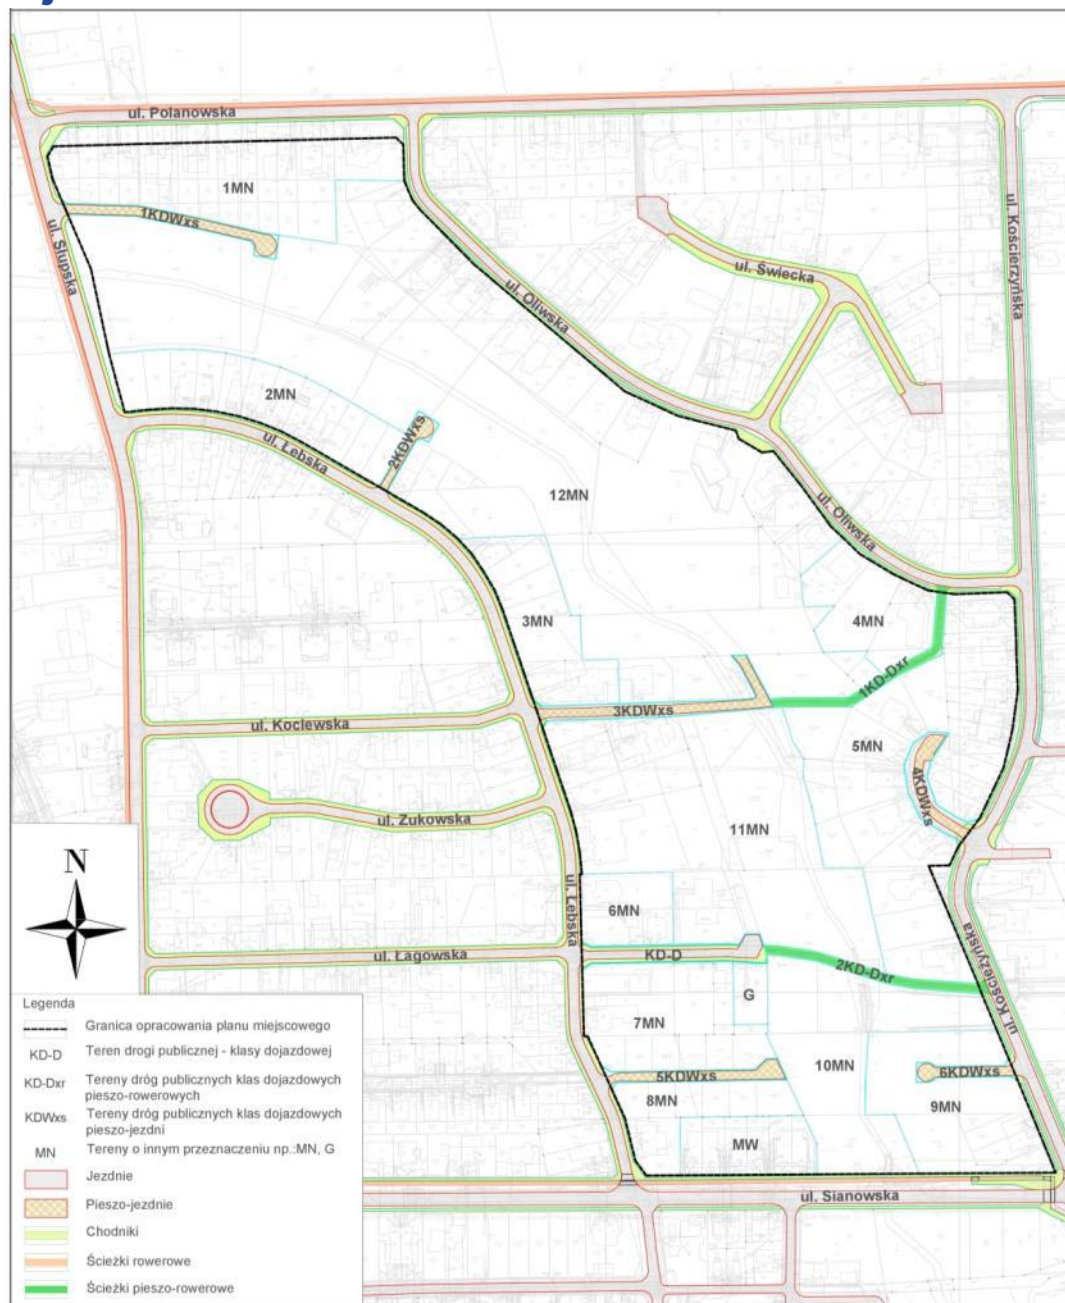 ul. Polanowska
1MN
1KDWxs
ul. Słupska
ul. Oliwska
ul. Świecka
ul. Kościerzyńska
2MN
ul. Łebska
2KDWxs
12MN
ul. Oliwska
3MN
4MN
1KD-Dxr
3KDWxs
ul. Koclewska
5MN
4KDWxs
ul. Żukowska
11MN
N
6MN
ul. Łebska
ul. Łagowska
KD-D
2KD-Dxr
ul. Kościeżyńska
G
7MN
10MN
5KDWxs
6KDWxs
8MN
9MN
MW
ul. Sianowska
Legenda
Granica opracowania planu miejscowego
KD-D Teren drogi publicznej - klasy dojazdowej
KD-Dxr Tereny dróg publicznych klas dojazdowych
pieszo-rowerowych
KDWxs Tereny dróg publicznych klas dojazdowych
pieszo-jezdni
MN Tereny o innym przeznaczeniu np.:MN, G
Jezdnie
Pieszo-jezdnie
Chodniki
Ścieżki rowerowe
Ścieżki pieszo-rowerowe